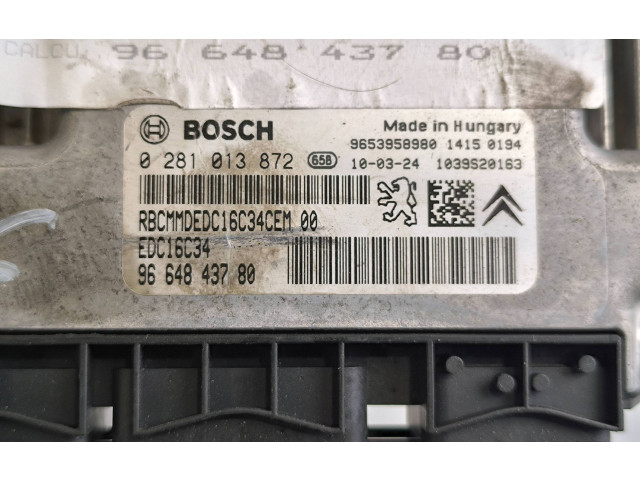 CALCU 96 648 437 80
BOSCH
Made in Hungary
9653958980 1415 0194
0 281 013 872 658 10-03-24 1039S20163
RBCMMDEDC16C34CEM 00
EDC16C34
96 648 437 80